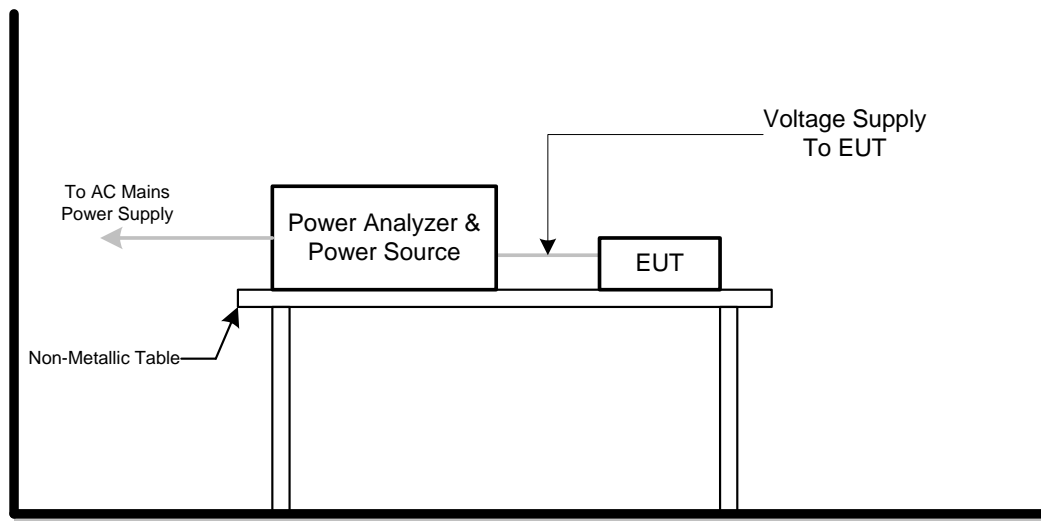 Voltage Supply
To EUT
To AC Mains
Power Supply
Power Analyzer &
Power Source
EUT
Non-Metallic Table